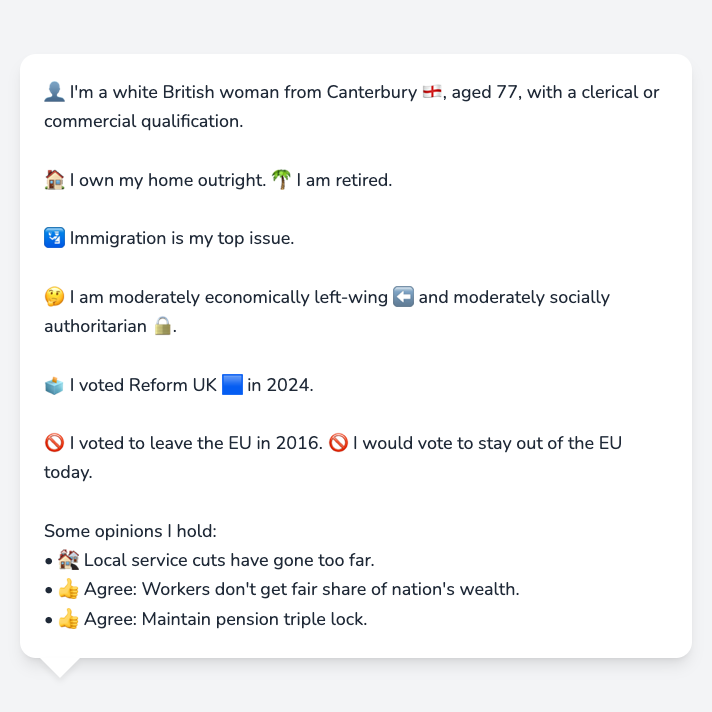 👤 I'm a white British woman from Canterbury 🏴󠁧󠁢󠁥󠁮󠁧󠁿, aged 77, with a clerical or
commercial qualification.
🏠 I own my home outright. 🌴 I am retired.
🛂 Immigration is my top issue.
🤔 I am moderately economically left-wing ⬅️ and moderately socially
authoritarian 🔒.
🗳️ I voted Reform UK 🟦 in 2024.
🚫 I voted to leave the EU in 2016. 🚫 I would vote to stay out of the EU
today.
Some opinions I hold:
• 🏚️ Local service cuts have gone too far.
• 👍 Agree: Workers don't get fair share of nation's wealth.
• 👍 Agree: Maintain pension triple lock.